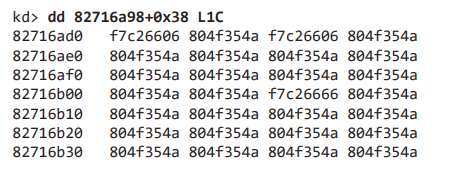 kd> dd 82716a98+0x38 L1C
82716ad0 f7c26606 804f354a f7c26606 804f354a
82716ae0 804f354a 804f354a 804f354a 804f354a
82716af0 804f354a 804f354a 804f354a 804f354a
82716b00 804f354a 804f354a f7c26666 804f354a
82716b10 804f354a 804f354a 804f354a 804f354a
82716b20 804f354a 804f354a 804f354a 804f354a
82716b30 804f354a 804f354a 804f354a 804f354a